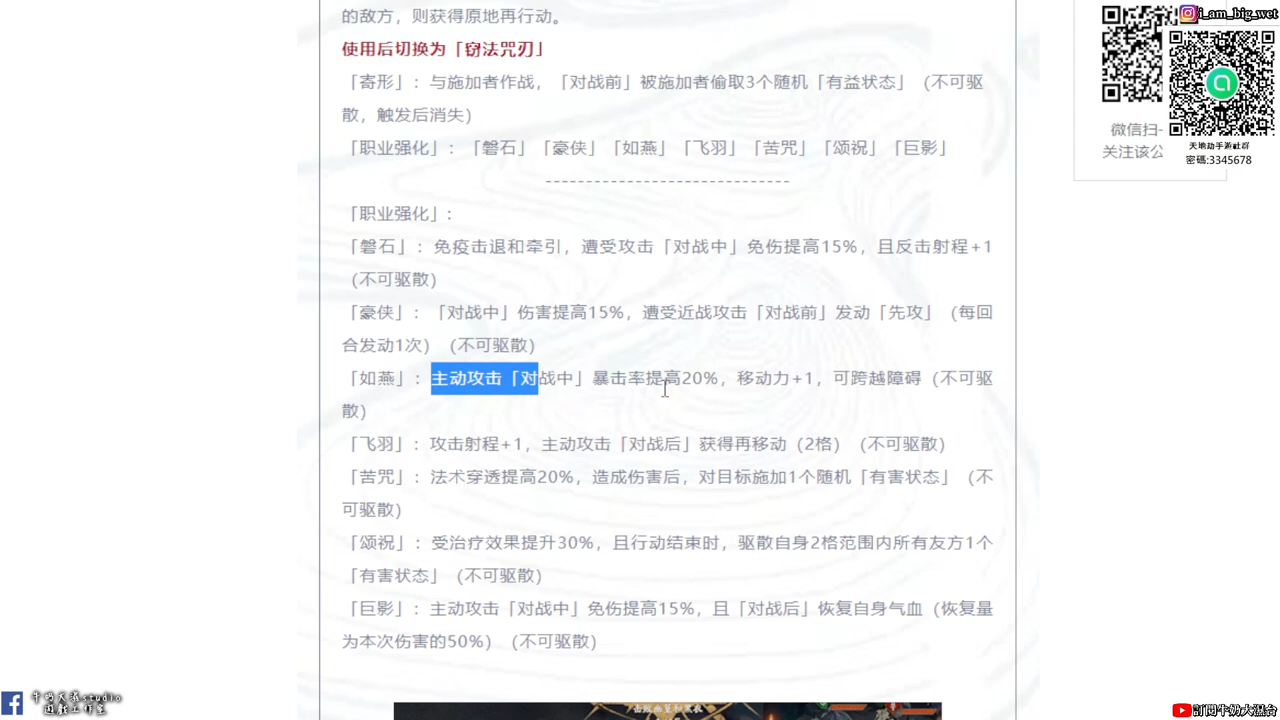 的敌方，则获得原地再行动。
使用后切换为「窃法咒刃」
「寄形」：与施加者作战，「对战前」被施加者偷取3个随机「有益状态」（不可驱
散，触发后消失）
「职业强化」：「磐石」「豪侠」「如燕」「飞羽」「苦咒」「颂祝」「巨影」
----------------------------
「职业强化」：
「磐石」：免疫击退和牵引，遭受攻击「对战中」免伤提高15%，且反击射程+1
（不可驱散）
「豪侠」：「对战中」伤害提高15%，遭受近战攻击「对战前」发动「先攻」（每回
合发动1次）（不可驱散）
「如燕」：主动攻击「对战中」暴击率提高20%，移动力+1，可跨越障碍（不可驱
散）
「飞羽」：攻击射程+1，主动攻击「对战后」获得再移动（2格）（不可驱散）
「苦咒」：法术穿透提高20%，造成伤害后，对目标施加1个随机「有害状态」（不
可驱散）
「颂祝」：受治疗效果提升30%，且行动结束时，驱散自身2格范围内所有友方1个
「有害状态」（不可驱散）
「巨影」：主动攻击「对战中」免伤提高15%，且「对战后」恢复自身气血（恢复量
为本次伤害的50%）（不可驱散）
i_am_big_wet
微信扫一
关注该公
天地劫手游社群
密碼:3345678
牛奶大濕studio
遊戲工作室
訂閱牛奶大濕会